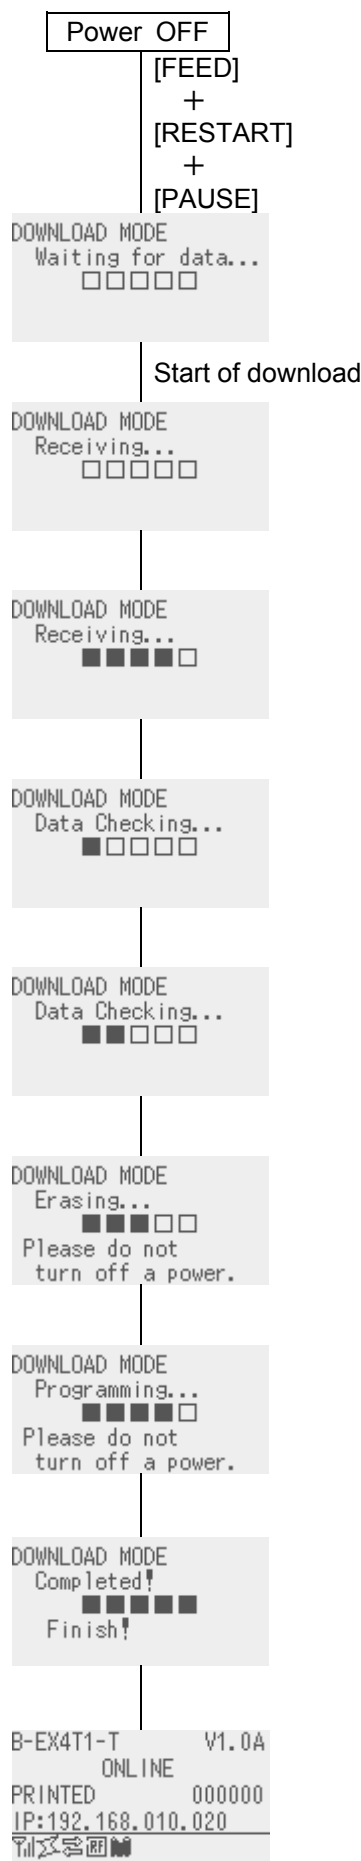 Power OFF
[FEED]
+
[RESTART]
+
[PAUSE]
DOWNLOAD MODE
Waiting for data...
□□□□□
Start of download
DOWNLOAD MODE
Receiving...
□□□□□
DOWNLOAD MODE
Receiving...
■■■■□
DOWNLOAD MODE
Data Checking...
■□□□□
DOWNLOAD MODE
Data Checking...
■■□□□
DOWNLOAD MODE
Erasing...
■■■□□
Please do not
turn off a power.
DOWNLOAD MODE
Programming...
■■■■□
Please do not
turn off a power.
DOWNLOAD MODE
Completed!
■■■■■
Finish!
B-EX4T1-T V1.0A
ONLINE
PRINTED 000000
IP:192.168.010.020
RF